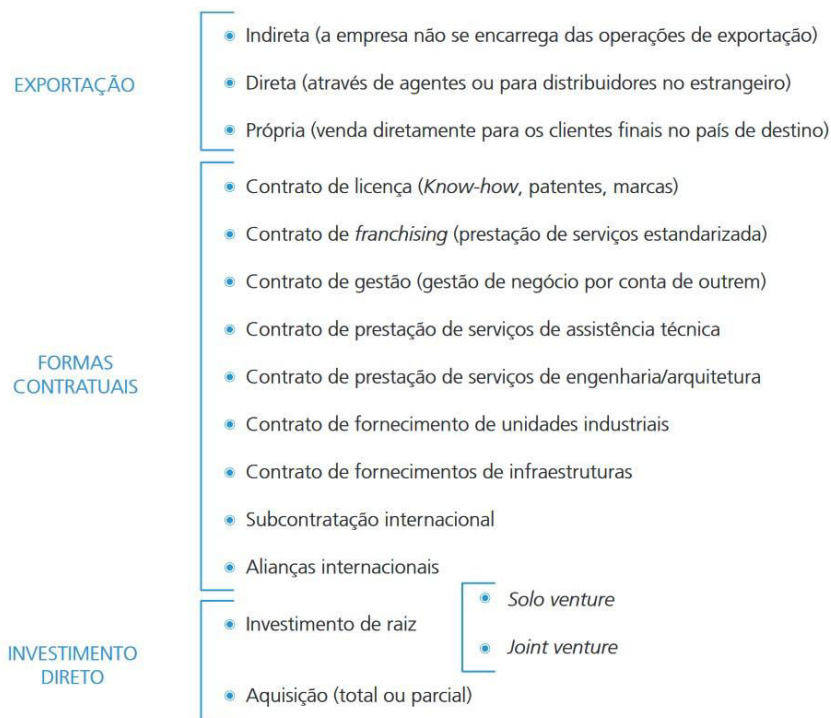 EXPORTAÇÃO
Indireta (a empresa não se encarrega das operações de exportação)
Direta (através de agentes ou para distribuidores no estrangeiro)
Própria (venda diretamente para os clientes finais no país de destino)
FORMAS
CONTRATUAIS
Contrato de licença (Know-how, patentes, marcas)
Contrato de franchising (prestação de serviços estandarizada)
Contrato de gestão (gestão de negócio por conta de outrem)
Contrato de prestação de serviços de assistência técnica
Contrato de prestação de serviços de engenharia/arquitetura
Contrato de fornecimento de unidades industriais
Contrato de fornecimentos de infraestruturas
Subcontratação internacional
Alianças internacionais
INVESTIMENTO
DIRETO
Investimento de raiz
Solo venture
Joint venture
Aquisição (total ou parcial)